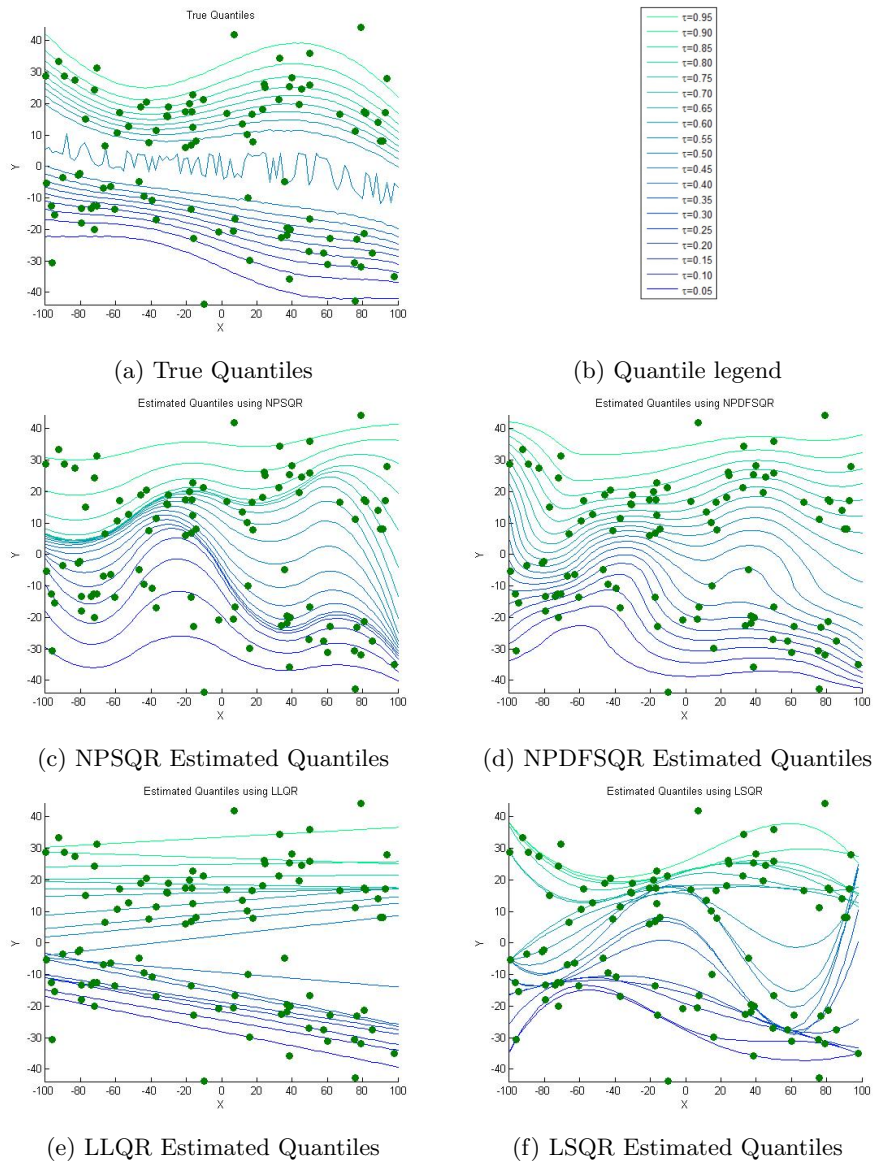 True Quantiles
40
30
20
10
0
-10
-20
-30
-40
Y
-100 -80 -60 -40 -20 0 20 40 60 80 100
X
τ=0.95
τ=0.90
τ=0.85
τ=0.80
τ=0.75
τ=0.70
τ=0.65
τ=0.60
τ=0.55
τ=0.50
τ=0.45
τ=0.40
τ=0.35
τ=0.30
τ=0.25
τ=0.20
τ=0.15
τ=0.10
τ=0.05
(a) True Quantiles
(b) Quantile legend
Estimated Quantiles using NPSQR
40
30
20
10
0
-10
-20
-30
-40
Y
-100 -80 -60 -40 -20 0 20 40 60 80 100
X
Estimated Quantiles using NPDFSQR
40
30
20
10
0
-10
-20
-30
-40
Y
-100 -80 -60 -40 -20 0 20 40 60 80 100
X
(c) NPSQR Estimated Quantiles
(d) NPDFSQR Estimated Quantiles
Estimated Quantiles using LLQR
40
30
20
10
0
-10
-20
-30
-40
Y
-100 -80 -60 -40 -20 0 20 40 60 80 100
X
Estimated Quantiles using LSQR
40
30
20
10
0
-10
-20
-30
-40
Y
-100 -80 -60 -40 -20 0 20 40 60 80 100
X
(e) LLQR Estimated Quantiles
(f) LSQR Estimated Quantiles